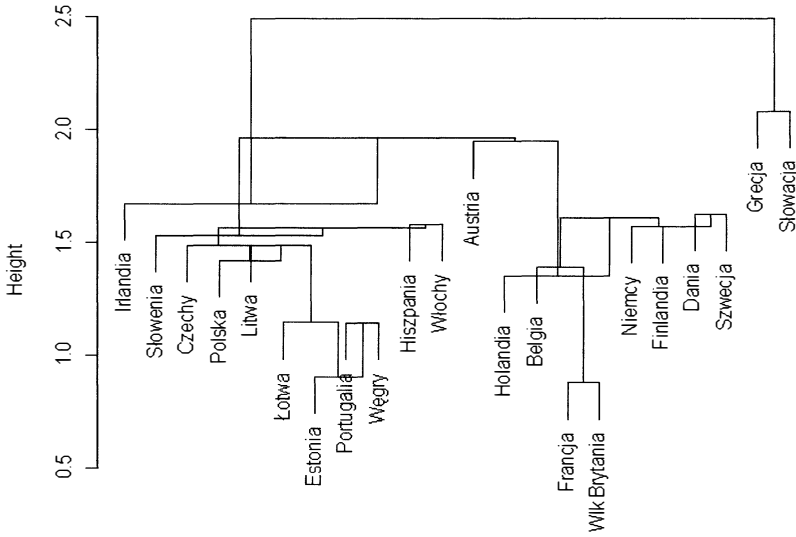 Height
2.5
2.0
1.5
1.0
0.5
Irlandia
Słowenia
Czechy
Polska
Litwa
Łotwa
Estonia
Portugalia
Węgry
Hiszpania
Włochy
Austria
Holandia
Belgia
Francja
Wlk Brytania
Niemcy
Finlandia
Dania
Szwecja
Grecja
Słowacia